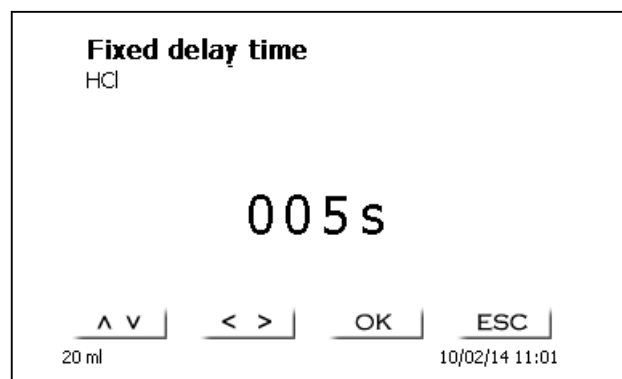 Fixed delay time
HCl
005s
∧ ∨ < > OK ESC
20 ml 10/02/14 11:01